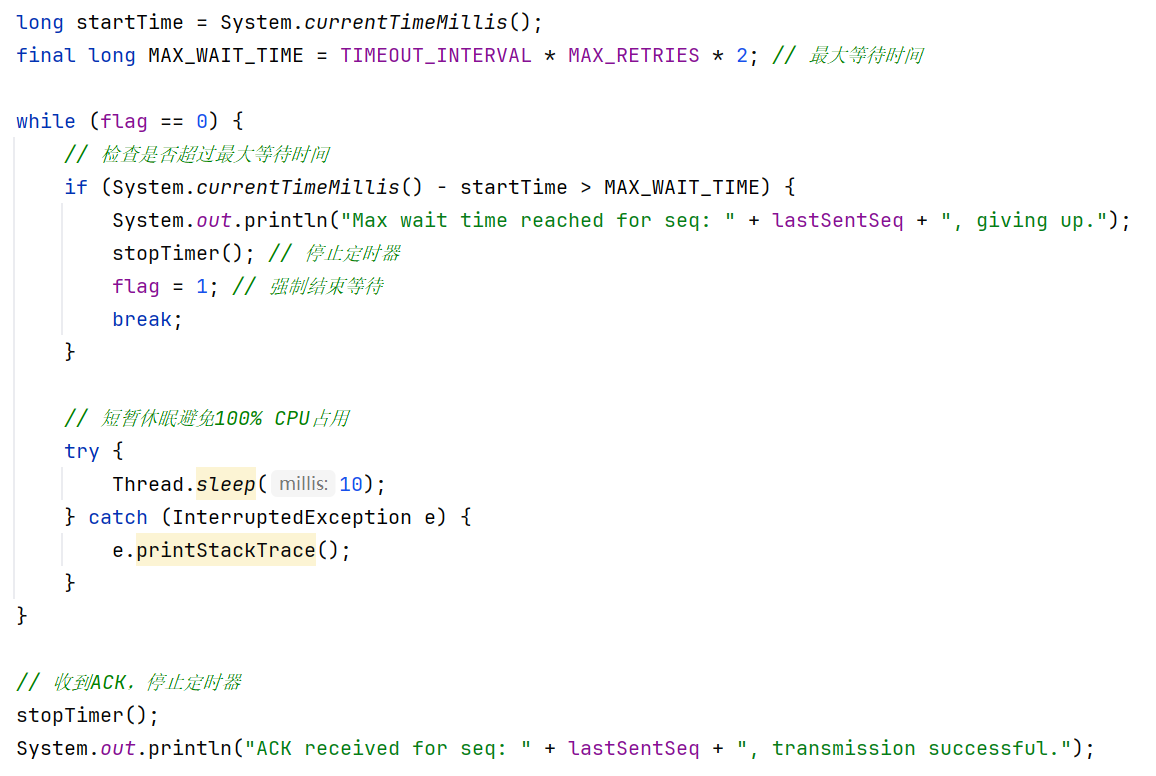 long startTime = System.currentTimeMillis();
final long MAX_WAIT_TIME = TIMEOUT_INTERVAL * MAX_RETRIES * 2; // 最大等待时间
while (flag == 0) {
// 检查是否超过最大等待时间
if (System.currentTimeMillis() - startTime > MAX_WAIT_TIME) {
System.out.println("Max wait time reached for seq: " + lastSentSeq + ", giving up.");
stopTimer(); // 停止定时器
flag = 1; // 强制结束等待
break;
}
// 短暂休眠避免100% CPU占用
try {
Thread.sleep( millis: 10);
} catch (InterruptedException e) {
e.printStackTrace();
}
}
// 收到ACK，停止定时器
stopTimer();
System.out.println("ACK received for seq: " + lastSentSeq + ", transmission successful.");